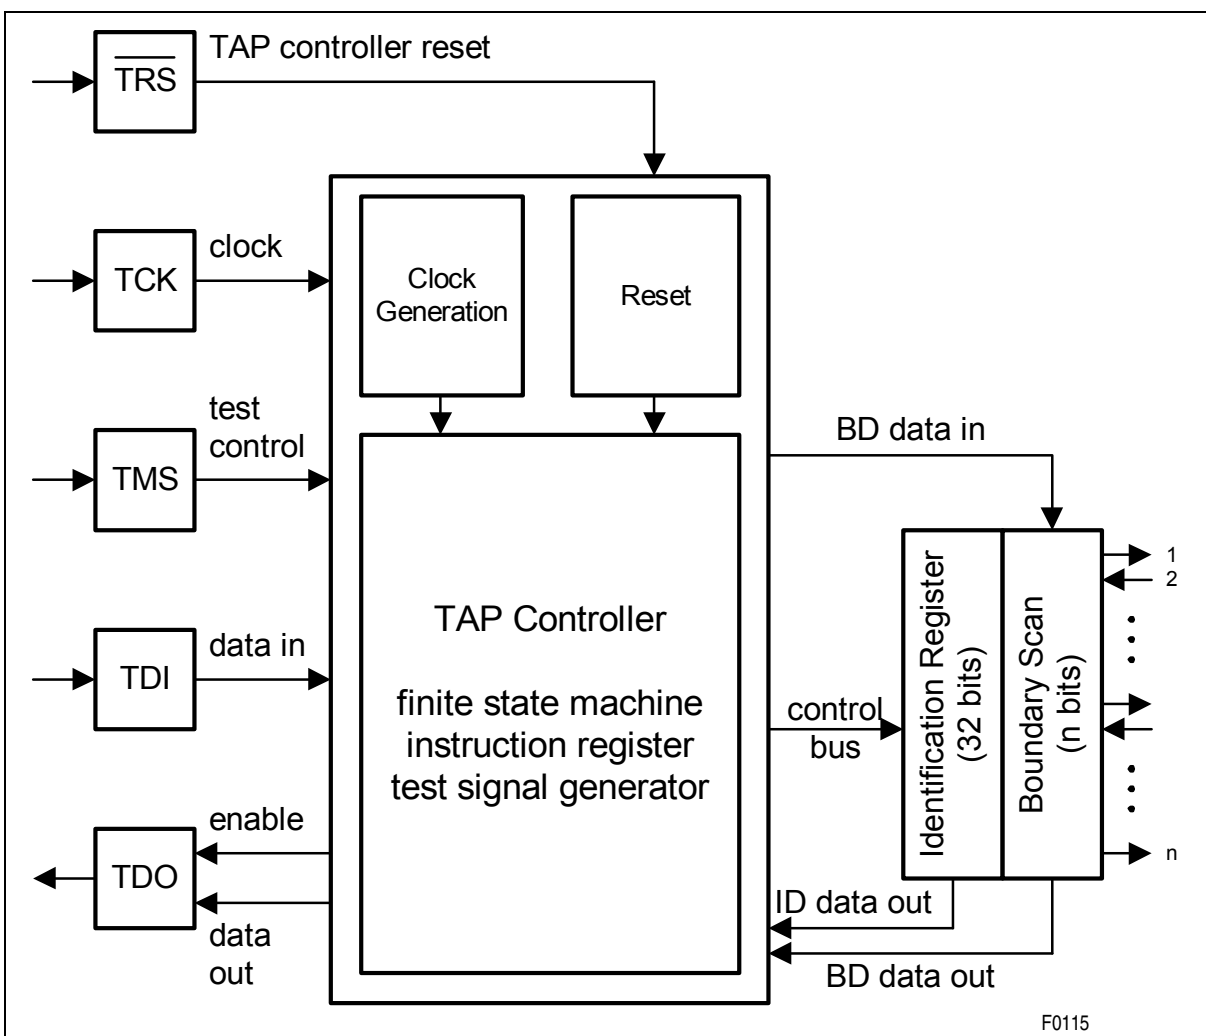 TAP controller reset
TRS
clock
TCK
Clock
Generation
Reset
test
control
TMS
BD data in
TAP Controller
finite state machine
instruction register
test signal generator
data in
TDI
control
bus
Identification Register
(32 bits)
Boundary Scan
(n bits)
1
2
n
enable
TDO
data
out
ID data out
BD data out
F0115